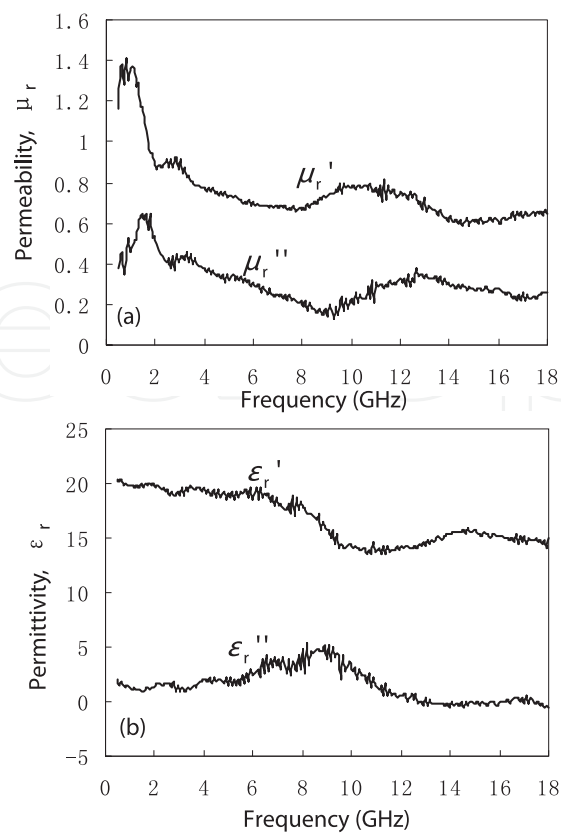 1.6
1.4
1.2
1
0.8
0.6
0.4
0.2
0
Permeability, μr
μr'
μr''
(a)
0 2 4 6 8 10 12 14 16 18
Frequency (GHz)
25
20
15
10
5
0
-5
Permittivity, εr
εr'
εr''
(b)
0 2 4 6 8 10 12 14 16 18
Frequency (GHz)